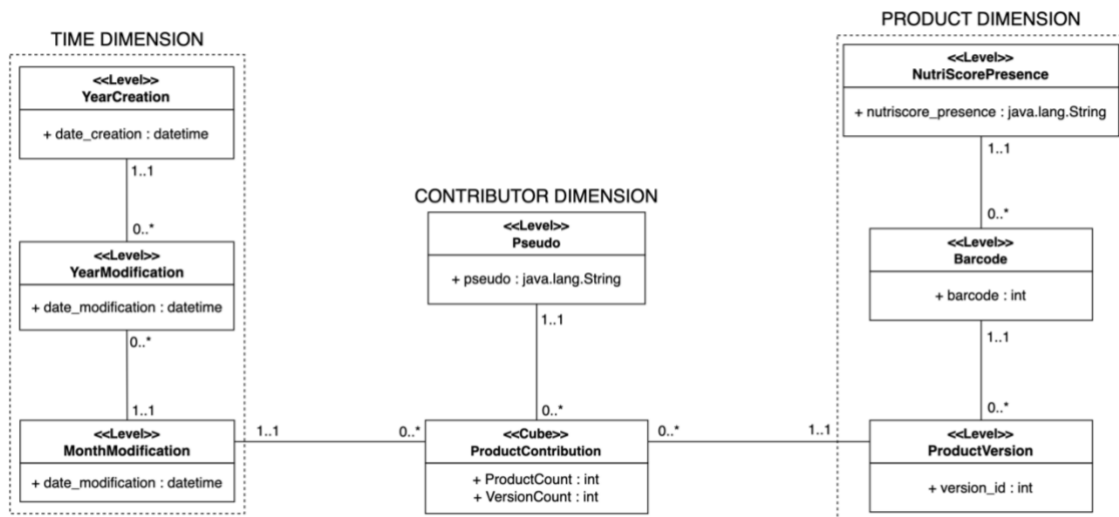 TIME DIMENSION
<<Level>>
YearCreation
+ date_creation : datetime
1..1
0..*
<<Level>>
YearModification
+ date_modification : datetime
0..*
1..1
<<Level>>
MonthModification
+ date_modification : datetime
1..1
0..*
CONTRIBUTOR DIMENSION
<<Level>>
Pseudo
+ pseudo : java.lang.String
1..1
0..*
<<Cube>>
ProductContribution
+ ProductCount : int
+ VersionCount : int
0..*
1..1
PRODUCT DIMENSION
<<Level>>
NutriScorePresence
+ nutriscore_presence : java.lang.String
1..1
0..*
<<Level>>
Barcode
+ barcode : int
1..1
0..*
<<Level>>
ProductVersion
+ version_id : int